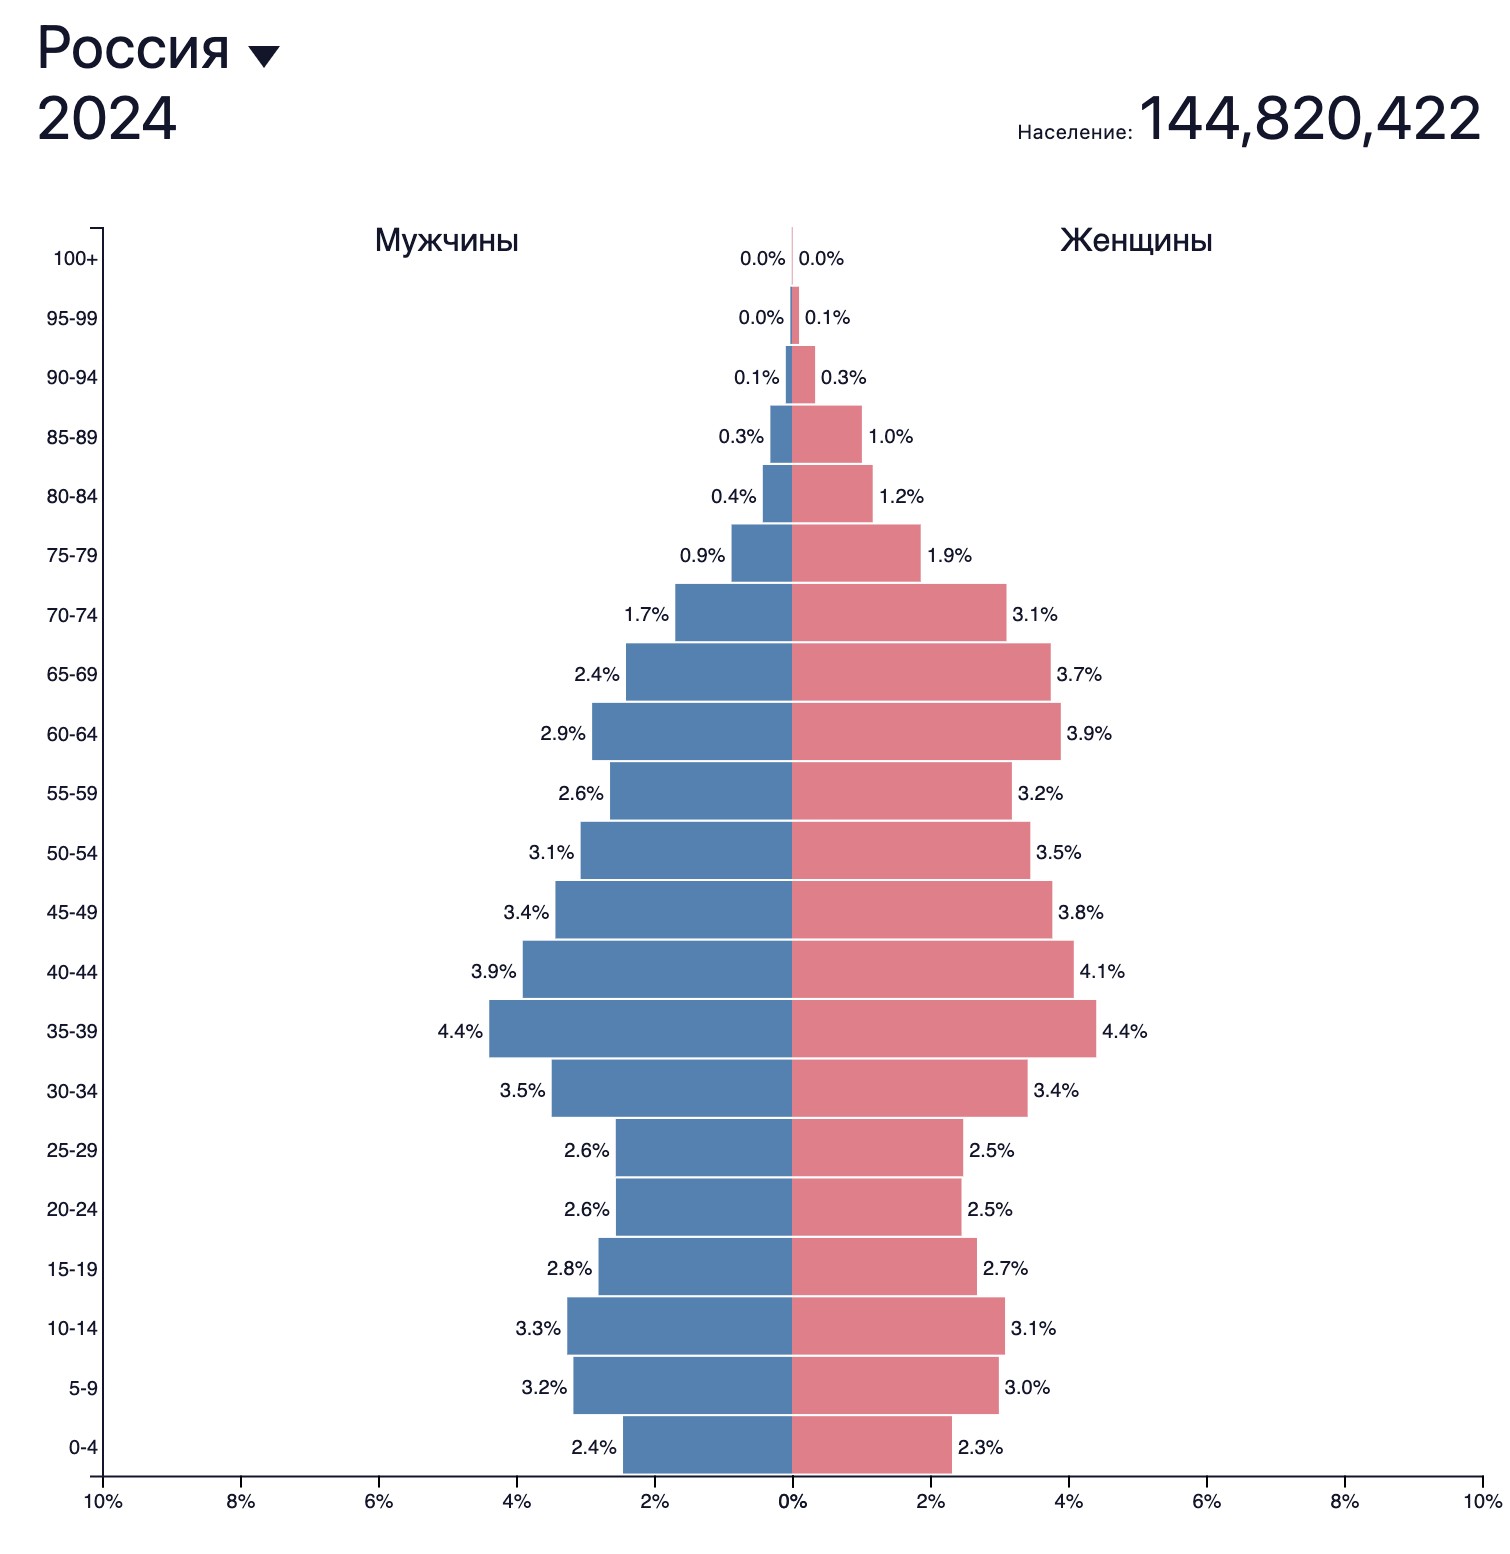 Россия
2024
Население: 144,820,422
Мужчины Женщины
100+ 0.0% 0.0%
95-99 0.0% 0.1%
90-94 0.1% 0.3%
85-89 0.3% 1.0%
80-84 0.4% 1.2%
75-79 0.9% 1.9%
70-74 1.7% 3.1%
65-69 2.4% 3.7%
60-64 2.9% 3.9%
55-59 2.6% 3.2%
50-54 3.1% 3.5%
45-49 3.4% 3.8%
40-44 3.9% 4.1%
35-39 4.4% 4.4%
30-34 3.5% 3.4%
25-29 2.6% 2.5%
20-24 2.6% 2.5%
15-19 2.8% 2.7%
10-14 3.3% 3.1%
5-9 3.2% 3.0%
0-4 2.4% 2.3%
10% 8% 6% 4% 2% 0% 2% 4% 6% 8% 10%